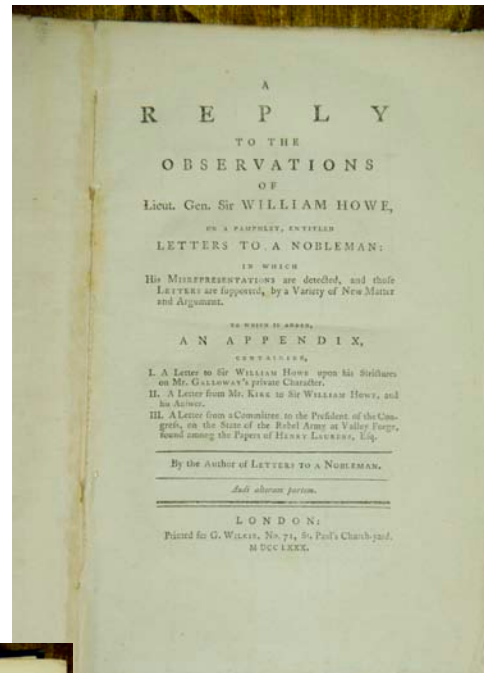 A
REPLY
TO THE
OBSERVATIONS
OF
Lieut. Gen. Sir WILLIAM HOWE,
ON A PAMPHLET, ENTITLED
LETTERS TO A NOBLEMAN:
IN WHICH
His MISREPRESENTATIONS are detected, and those
LETTERS are supported, by a Variety of New Matter
and Argument.
TO WHICH IS ADDED,
AN APPENDIX,
CONTAINING,
I. A Letter to Sir WILLIAM HOWE upon his Strictures
on Mr. GALLOWAY's private Character.
II. A Letter from Mr. KIRK to Sir WILLIAM HOWE, and
his Answer.
III. A Letter from a Committee to the President of the Con-
gress, on the State of the Rebel Army at Valley Forge,
found among the Papers of HENRY LAURENS, Esq.
By the Author of LETTERS TO A NOBLEMAN.
Audi alteram partem.
LONDON:
Printed for G. WILKIE, No. 71, St. Paul's Church-yard.
M DCC LXXX.